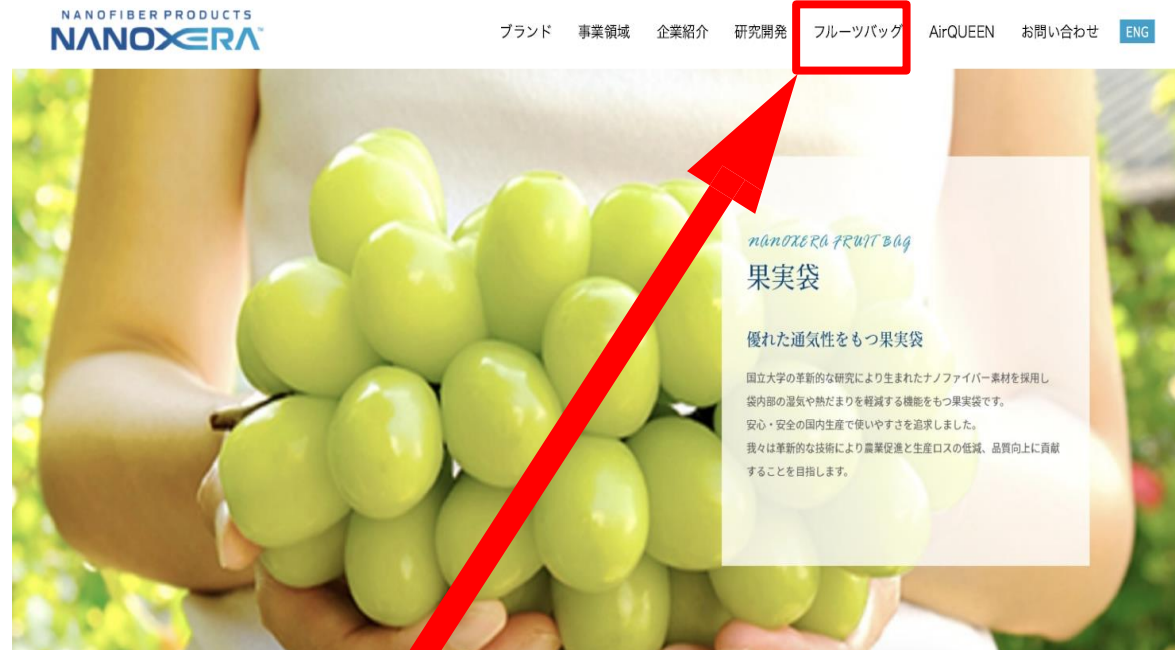 NANOFIBER PRODUCTS
NANOXERA™
ブランド 事業領域 企業紹介 研究開発 フルーツバッグ AirQUEEN お問い合わせ ENG
NANOXERA FRUIT BAG
果実袋
優れた通気性をもつ果実袋
国立大学の革新的な研究により生まれたナノファイバー素材を採用し
袋内部の湿気や熱だまりを軽減する機能をもつ果実袋です。
安心・安全の国内生産で使いやすさを追求しました。
我々は革新的な技術により農業促進と生産ロスの低減、品質向上に貢献
することを目指します。